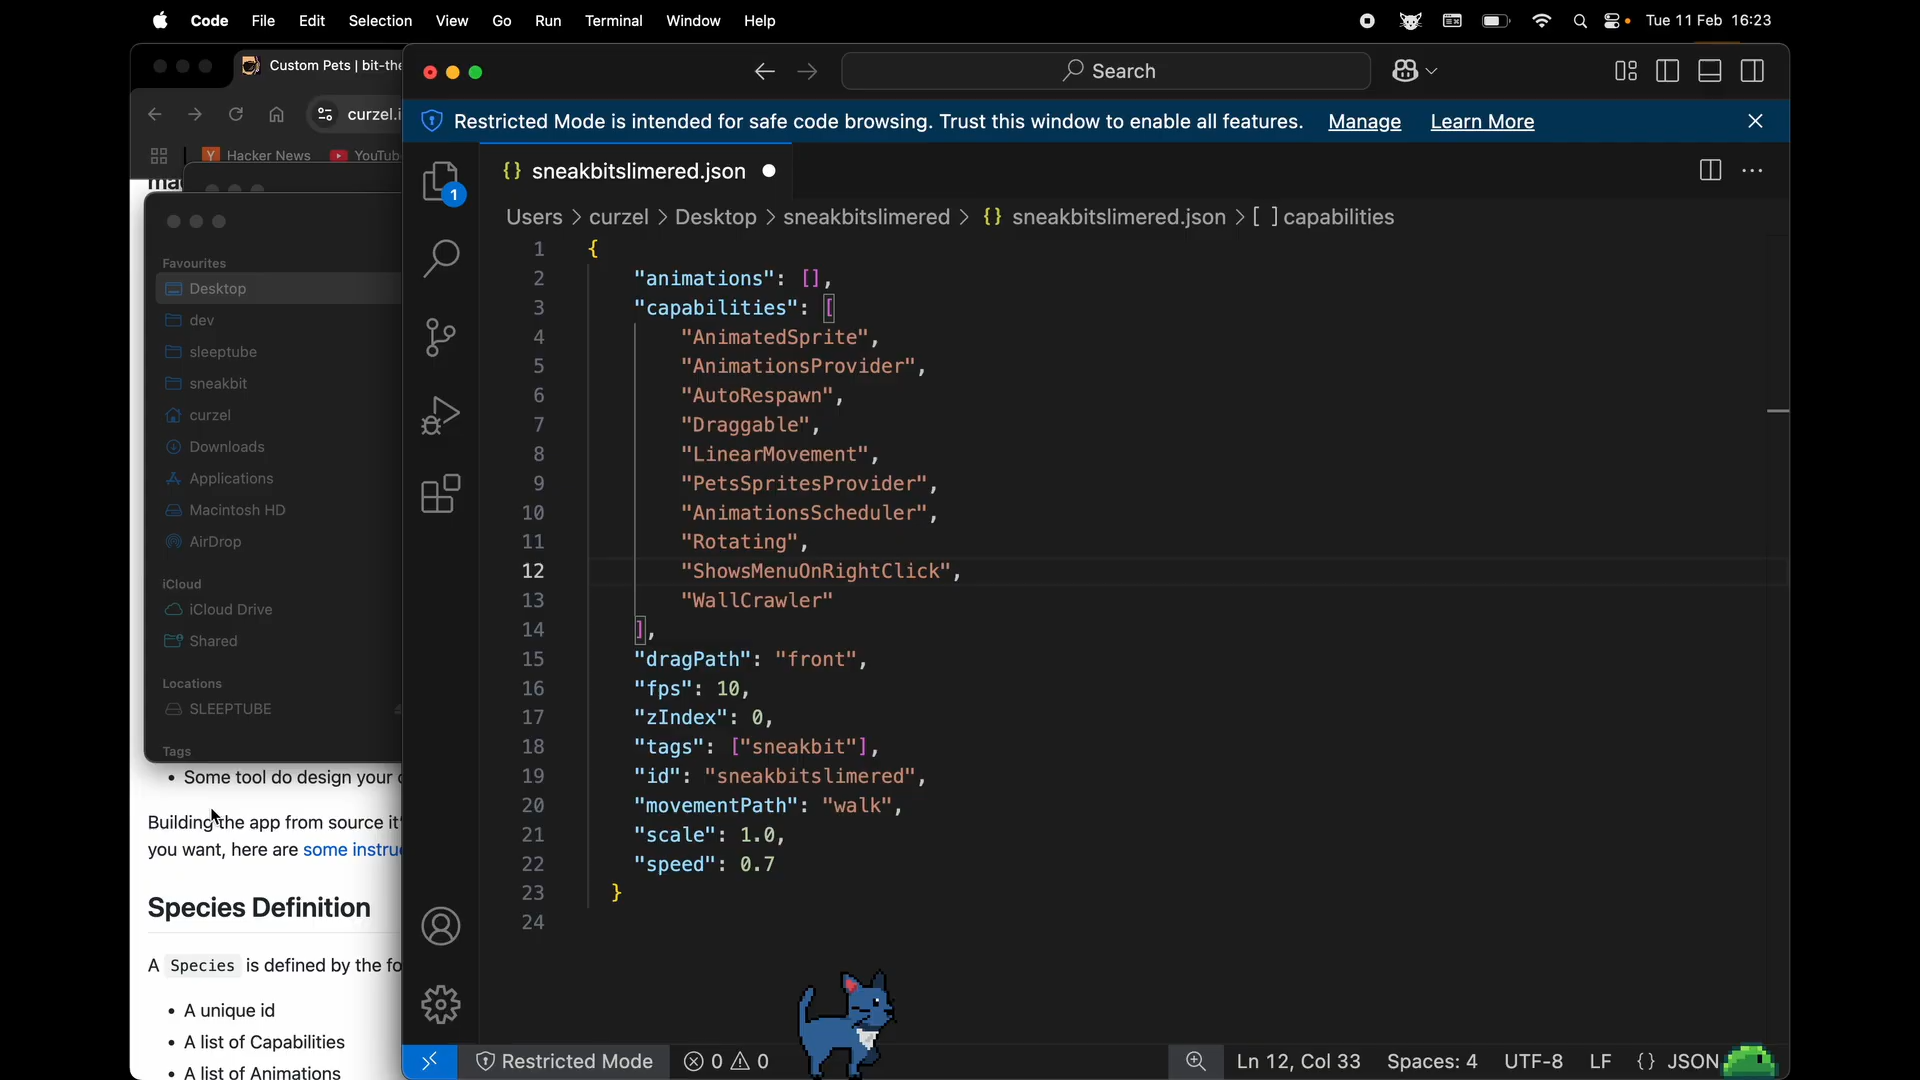 Code File Edit Selection View Go Run Terminal Window Help Tue 11 Feb 16:23
Custom Pets | bit-the
Search
curzel.i
Restricted Mode is intended for safe code browsing. Trust this window to enable all features. Manage Learn More
Hacker News YouTub
1
sneakbitslimered.json
Users > curzel > Desktop > sneakbitslimered > {} sneakbitslimered.json > [ ] capabilities
Favourites
Desktop
dev
sleeptube
sneakbit
curzel
Downloads
Applications
Macintosh HD
AirDrop
iCloud
iCloud Drive
Shared
Locations
SLEEPTUBE
Tags
1 {
2 "animations": [],
3 "capabilities": [
4 "AnimatedSprite",
5 "AnimationsProvider",
6 "AutoRespawn",
7 "Draggable",
8 "LinearMovement",
9 "PetsSpritesProvider",
10 "AnimationsScheduler",
11 "Rotating",
12 "ShowsMenuOnRightClick",
13 "WallCrawler"
14 ],
15 "dragPath": "front",
16 "fps": 10,
17 "zIndex": 0,
18 "tags": ["sneakbit"],
19 "id": "sneakbitslimered",
20 "movementPath": "walk",
21 "scale": 1.0,
22 "speed": 0.7
23 }
24
• Some tool do design your
Building the app from source it'
you want, here are some instru
Species Definition
A Species is defined by the fo
• A unique id
• A list of Capabilities
• A list of Animations
Restricted Mode 0 0 Ln 12, Col 33 Spaces: 4 UTF-8 LF {} JSON